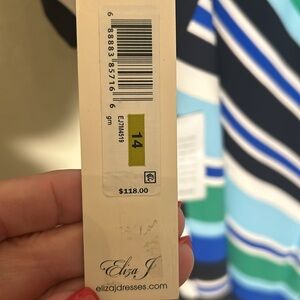 6 88883 85716 6
gm
EJ7M4519
14
$118.00
Eliza J
elizajdresses.com